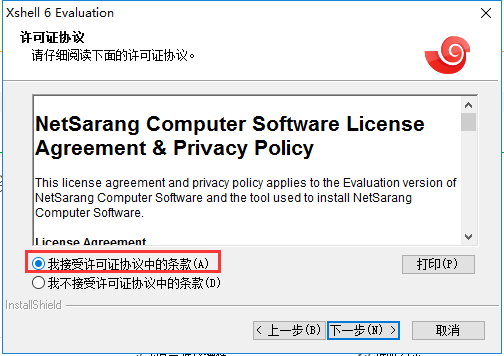 Xshell 6 Evaluation
许可证协议
请仔细阅读下面的许可证协议。
NetSarang Computer Software License
Agreement & Privacy Policy
This license agreement and privacy policy applies to the Evaluation version of
NetSarang Computer Software and the tool used to install NetSarang
Computer Software.
License Agreement
我接受许可证协议中的条款(A)
打印(P)
我不接受许可证协议中的条款(D)
InstallShield
< 上一步(B)
下一步(N) >
取消